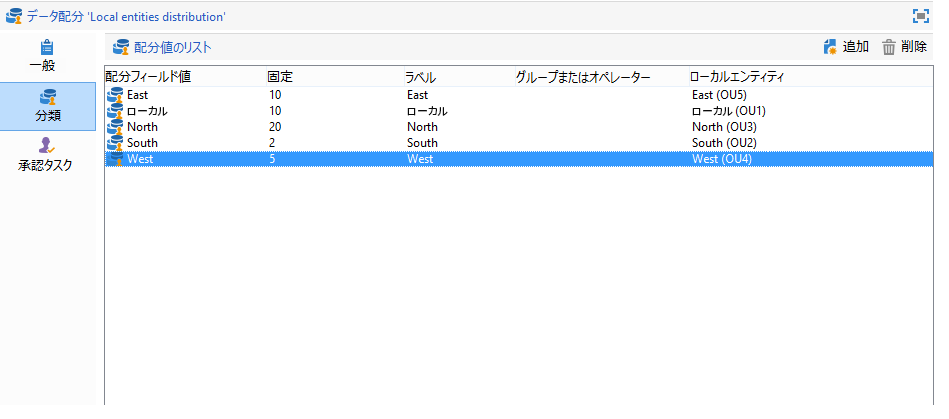 データ配分 'Local entities distribution'
一般
分類
承認タスク
配分値のリスト 追加 削除
配分フィールド値 固定 ラベル グループまたはオペレーター ローカルエンティティ
East 10 East East (OU5)
ローカル 10 ローカル ローカル (OU1)
North 20 North North (OU3)
South 2 South South (OU2)
West 5 West West (OU4)